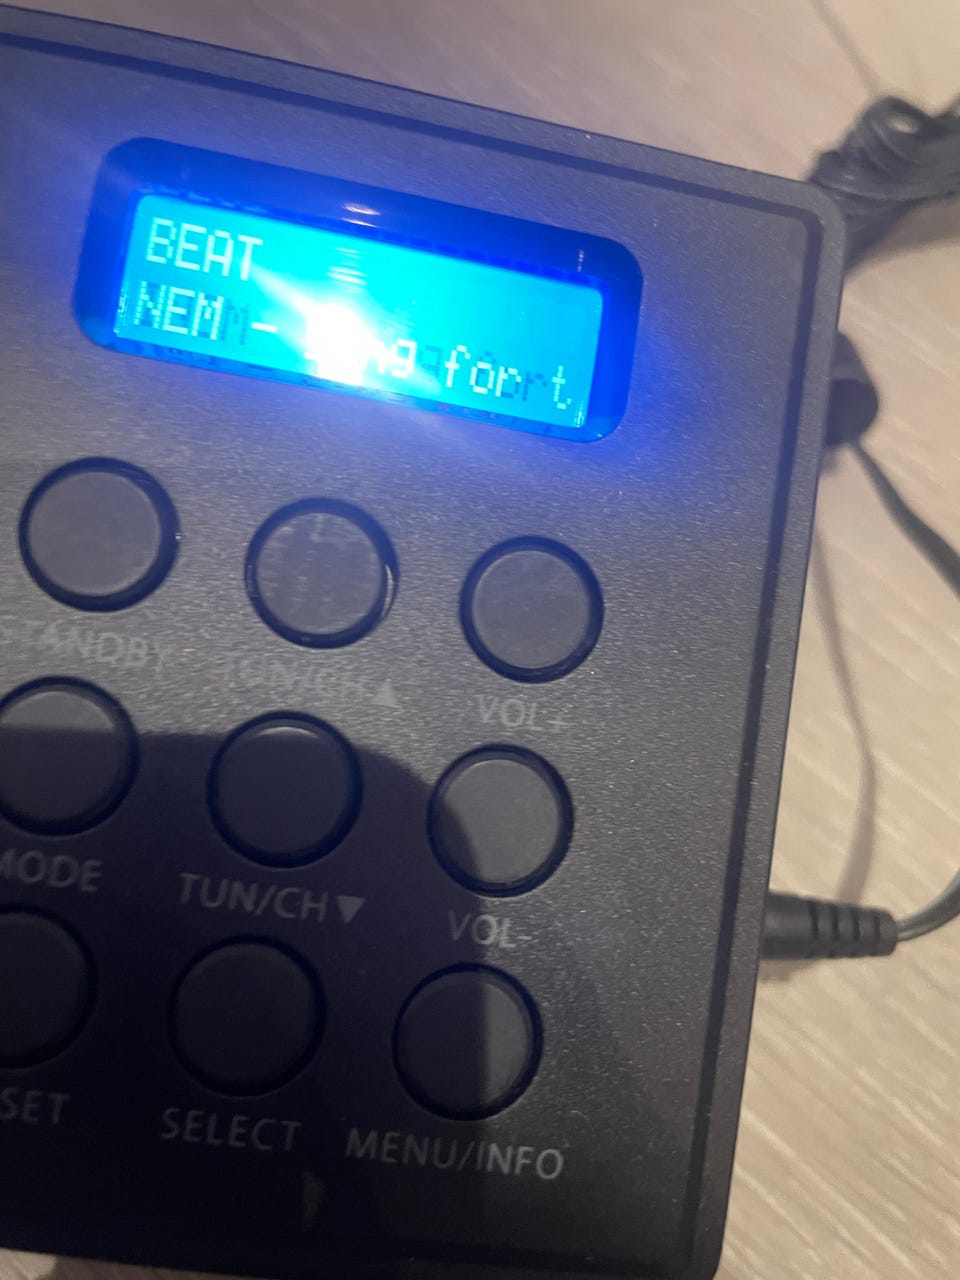 BEAT
NEM -
STANDBY
TUN/CH▲
VOL+
MODE
TUN/CH▼
VOL-
SET
SELECT
MENU/INFO